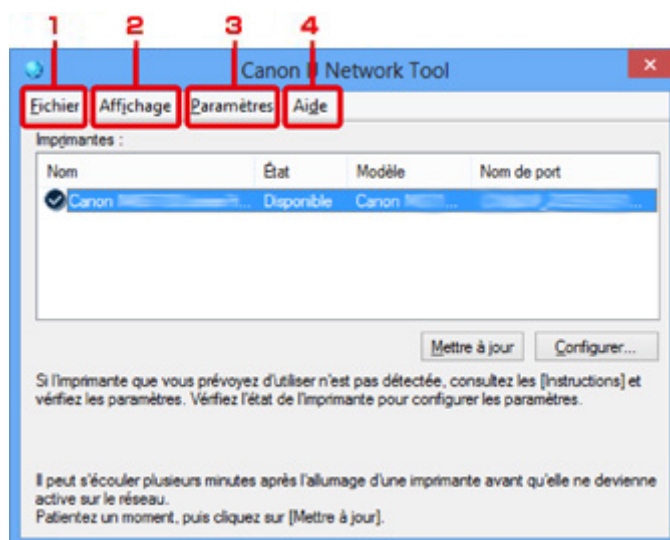 1 2 3 4
Canon IJ Network Tool
Fichier Affichage Paramètres Aide
Imprimantes :
Nom État Modèle Nom de port
Canon ... Disponible Canon ... ...
Mettre à jour Configurer...
Si l'imprimante que vous prévoyez d'utiliser n'est pas détectée, consultez les [Instructions] et
vérifiez les paramètres. Vérifiez l'état de l'imprimante pour configurer les paramètres.
Il peut s'écouler plusieurs minutes après l'allumage d'une imprimante avant qu'elle ne devienne
active sur le réseau.
Patientez un moment, puis cliquez sur [Mettre à jour].